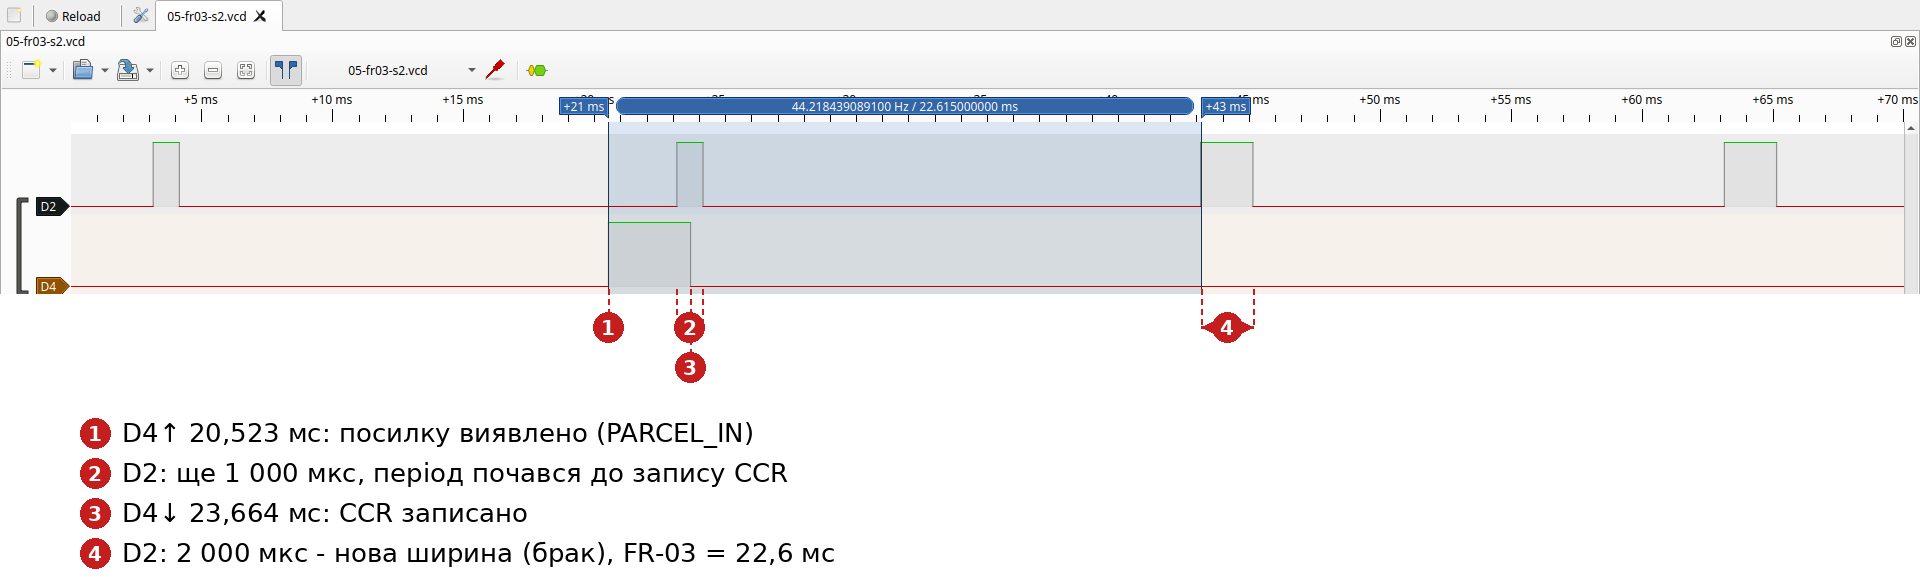 Reload
05-fr03-s2.vcd
05-fr03-s2.vcd
05-fr03-s2.vcd
+5 ms +10 ms +15 ms +21 ms 44.218439089100 Hz / 22.615000000 ms +43 ms ms +50 ms +55 ms +60 ms +65 ms +70 ms
D2
D4
1 2 4
3
1 D4↑ 20,523 мс: посилку виявлено (PARCEL_IN)
2 D2: ще 1 000 мкс, період почався до запису CCR
3 D4↓ 23,664 мс: CCR записано
4 D2: 2 000 мкс - нова ширина (брак), FR-03 = 22,6 мс